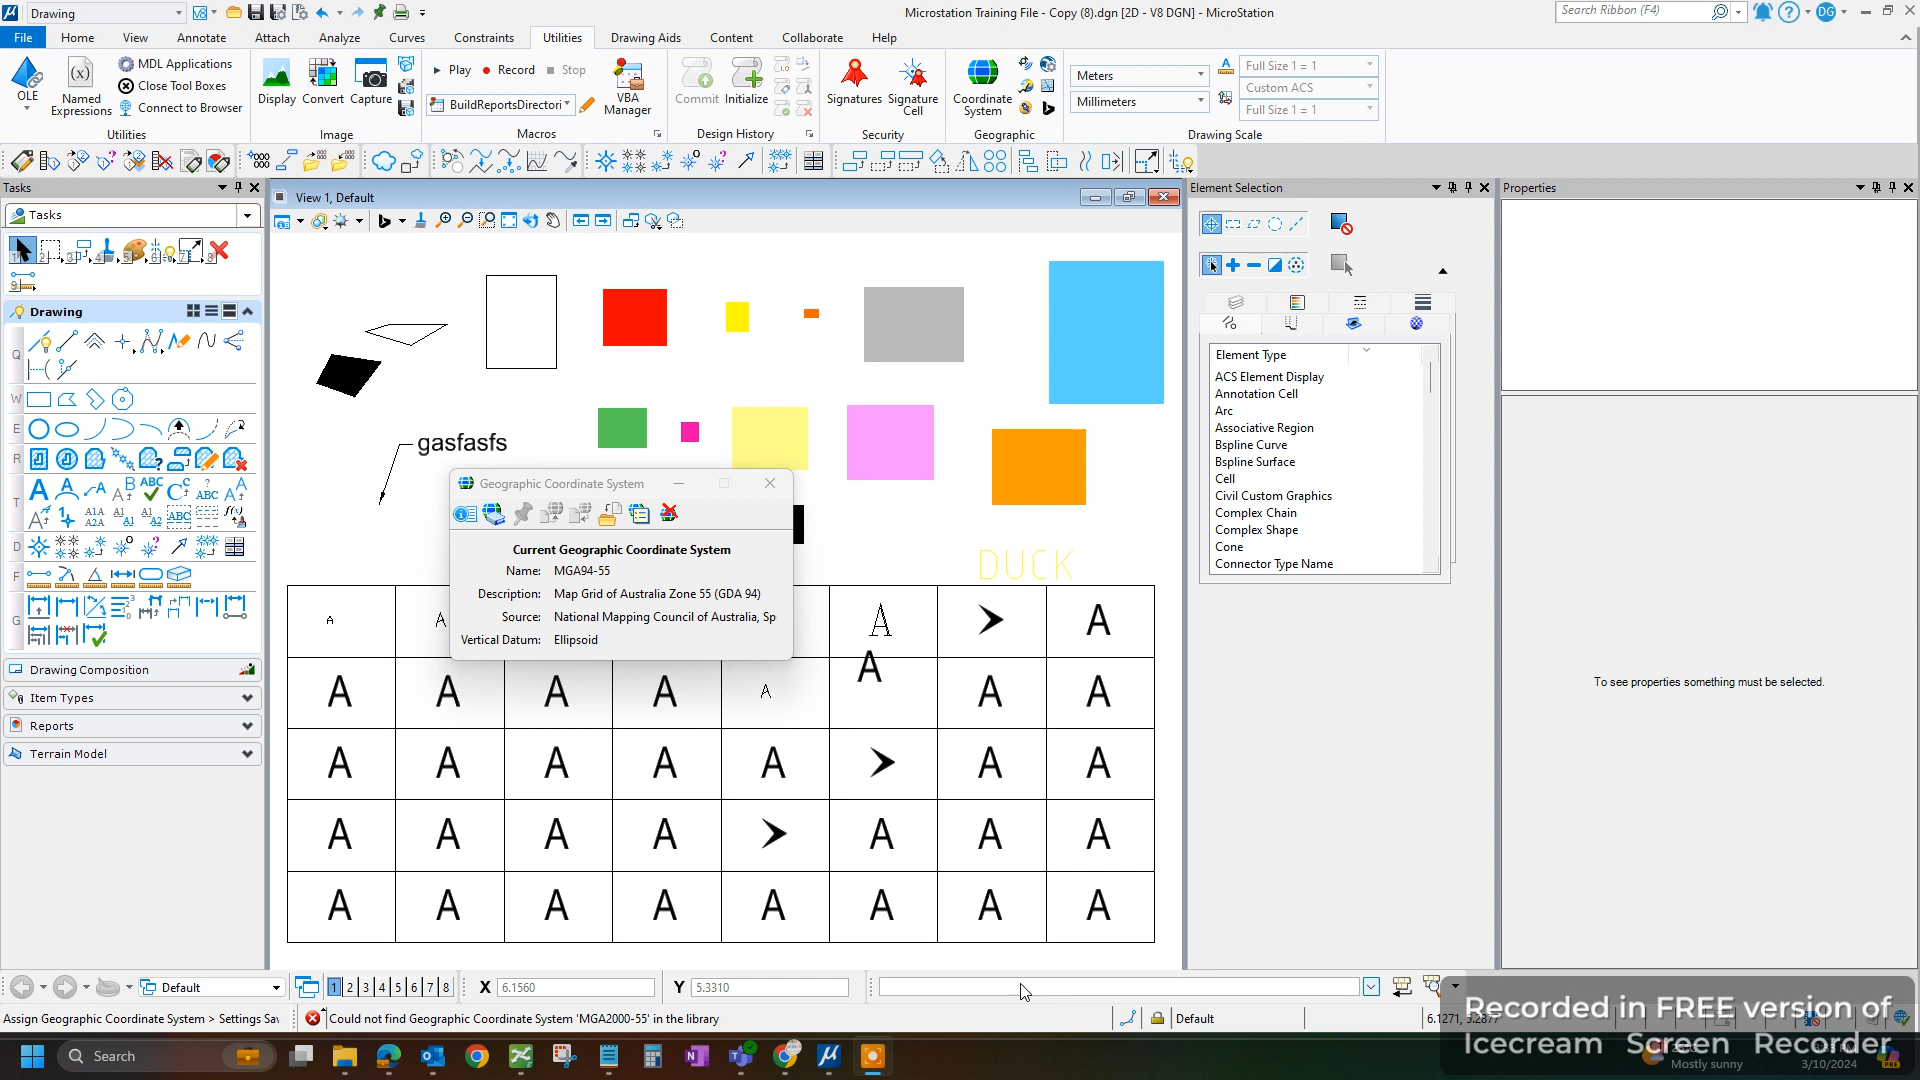 Drawing
Microstation Training File - Copy (8).dgn [2D - V8 DGN] - MicroStation
Search Ribbon (F4)
DG
File Home View Annotate Attach Analyze Curves Constraints Utilities Drawing Aids Content Collaborate Help
OLE
Named Expressions
MDL Applications
Close Tool Boxes
Connect to Browser
Utilities
Display Convert Capture
Image
Play Record Stop
BuildReportsDirectori
VBA Manager
Macros
Commit Initialize
Design History
Signatures Signature Cell
Security
Coordinate System
Geographic
Meters
Millimeters
Full Size 1 = 1
Custom ACS
Full Size 1 = 1
Drawing Scale
Tasks
Tasks
Drawing
Q
W
E
R
T
D
F
G
Drawing Composition
Item Types
Reports
Terrain Model
View 1, Default
gasfasfs
DUCK
Geographic Coordinate System
Current Geographic Coordinate System
Name: MGA94-55
Description: Map Grid of Australia Zone 55 (GDA 94)
Source: National Mapping Council of Australia, Sp
Vertical Datum: Ellipsoid
A A A A
A A A A A A A A
A A A A A A A
A A A A A A A
A A A A A A A A
Element Selection
Element Type
ACS Element Display
Annotation Cell
Arc
Associative Region
Bspline Curve
Bspline Surface
Cell
Civil Custom Graphics
Complex Chain
Complex Shape
Cone
Connector Type Name
Properties
To see properties something must be selected.
Default
1 2 3 4 5 6 7 8
X 6.1560
Y 5.3310
Assign Geographic Coordinate System > Settings Sav
Could not find Geographic Coordinate System 'MGA2000-55' in the library
Default
Recorded in FREE version of
Icecream Screen Recorder
Search
Mostly sunny
3/10/2024